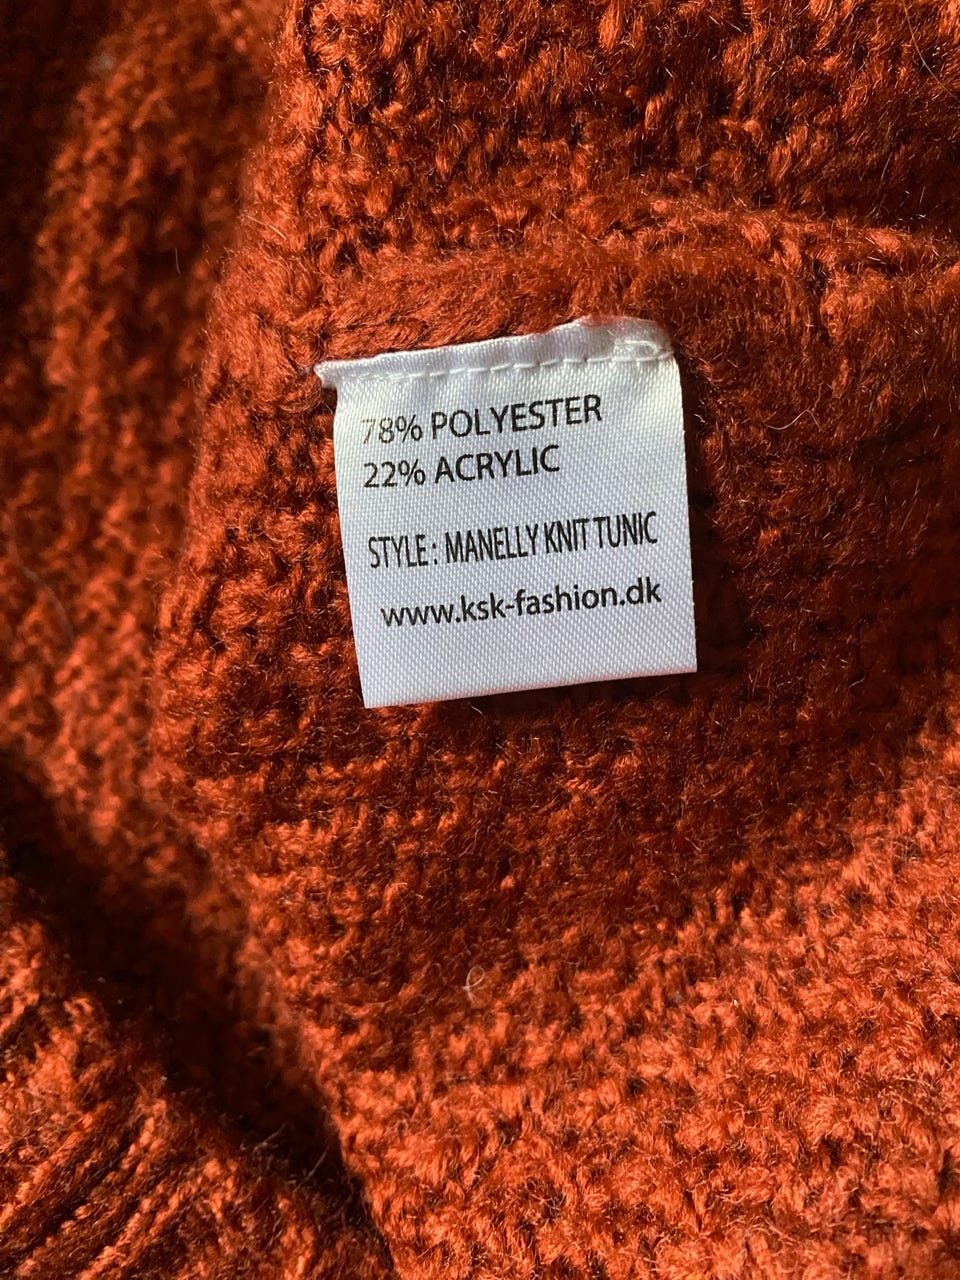 78% POLYESTER
22% ACRYLIC
STYLE : MANELLY KNIT TUNIC
www.ksk-fashion.dk